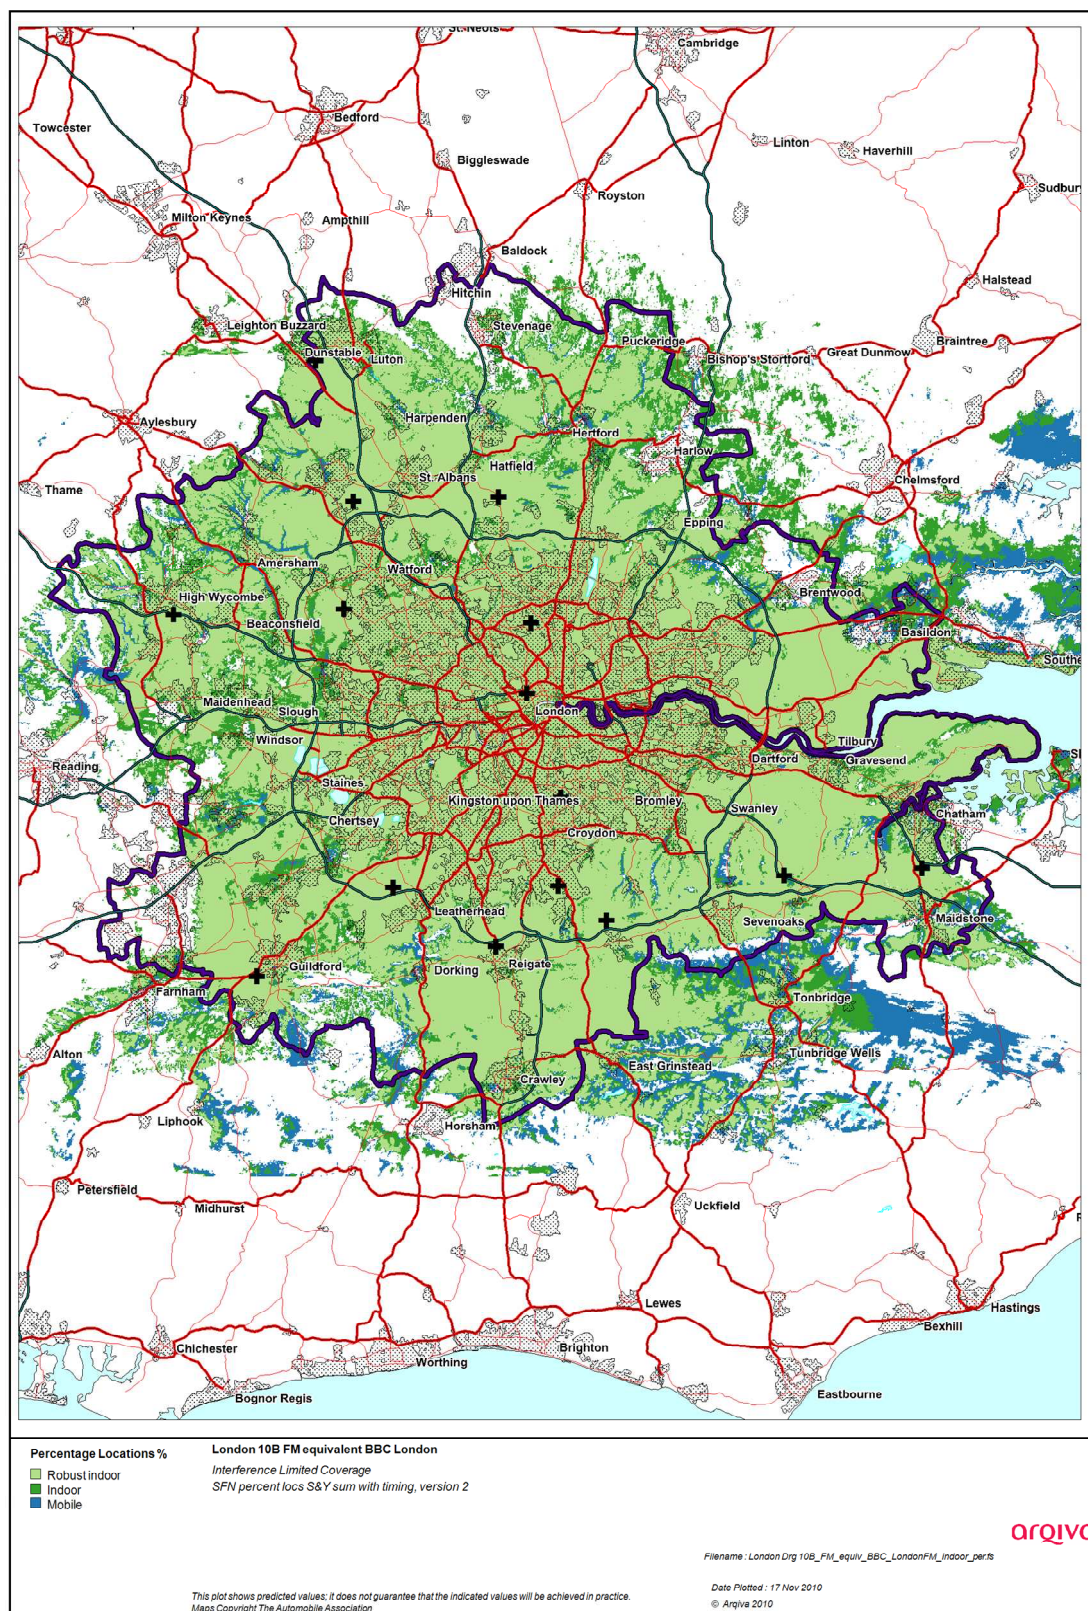 St. Neots
Cambridge
Towcester
Bedford
Linton
Haverhill
Biggleswade
Sudbury
Royston
Milton Keynes
Ampthill
Baldock
Halstead
Hitchin
Leighton Buzzard
Stevenage
Puckeridge
Braintree
Dunstable
Luton
Bishop's Stortford
Great Dunmow
Harpenden
Aylesbury
Hertford
Harlow
Hatfield
St. Albans
Chelmsford
Thame
Epping
Amersham
Watford
High Wycombe
Brentwood
Beaconsfield
Basildon
Southe
Maidenhead
Slough
London
Windsor
Tilbury
Reading
Dartford
Gravesend
Staines
Kingston upon Thames
Bromley
Swanley
Chertsey
Chatham
Croydon
Leatherhead
Sevenoaks
Maidstone
Guildford
Dorking
Reigate
Farnham
Tonbridge
Alton
Tunbridge Wells
East Grinstead
Crawley
Liphook
Horsham
Petersfield
Midhurst
Uckfield
Lewes
Hastings
Bexhill
Chichester
Brighton
Worthing
Eastbourne
Bognor Regis
Percentage Locations %
Robust indoor
Indoor
Mobile
London 10B FM equivalent BBC London
Interference Limited Coverage
SFN percent locs S&Y sum with timing, version 2
arqiva
Filename : London Drg 10B_FM_equiv_BBC_LondonFM_indoor_per.fs
Date Plotted : 17 Nov 2010
© Arqiva 2010
This plot shows predicted values; it does not guarantee that the indicated values will be achieved in practice.
Maps Copyright The Automobile Association